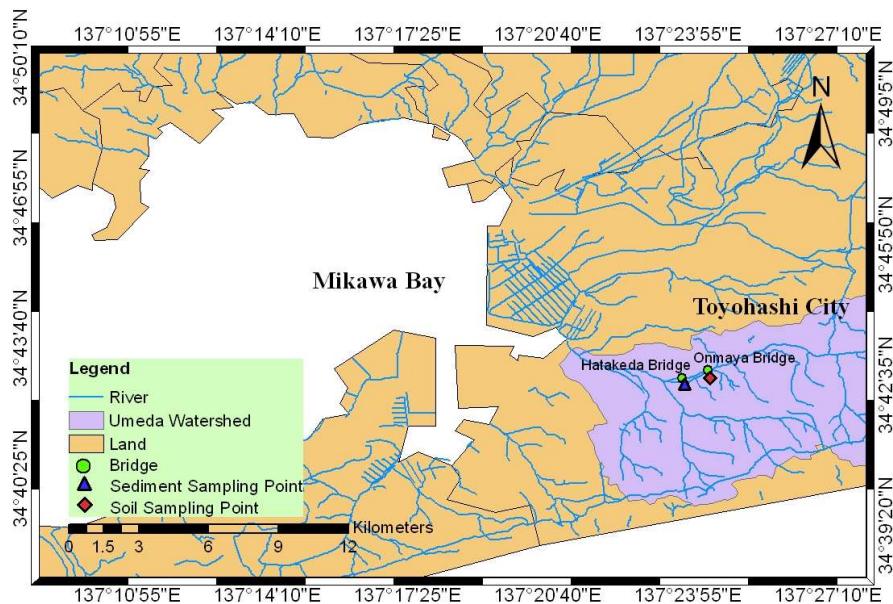 137°10'55"E 137°14'10"E 137°17'25"E 137°20'40"E 137°23'55"E 137°27'10"E
34°50'10"N
34°49'5"N
N
34°46'55"N
34°45'50"N
Mikawa Bay
Toyohashi City
34°43'40"N
34°42'35"N
Hatakeda Bridge
Onmaya Bridge
Legend
River
Umeda Watershed
Land
Bridge
Sediment Sampling Point
Soil Sampling Point
34°40'25"N
34°39'20"N
Kilometers
0 1.5 3 6 9 12
137°10'55"E 137°14'10"E 137°17'25"E 137°20'40"E 137°23'55"E 137°27'10"E